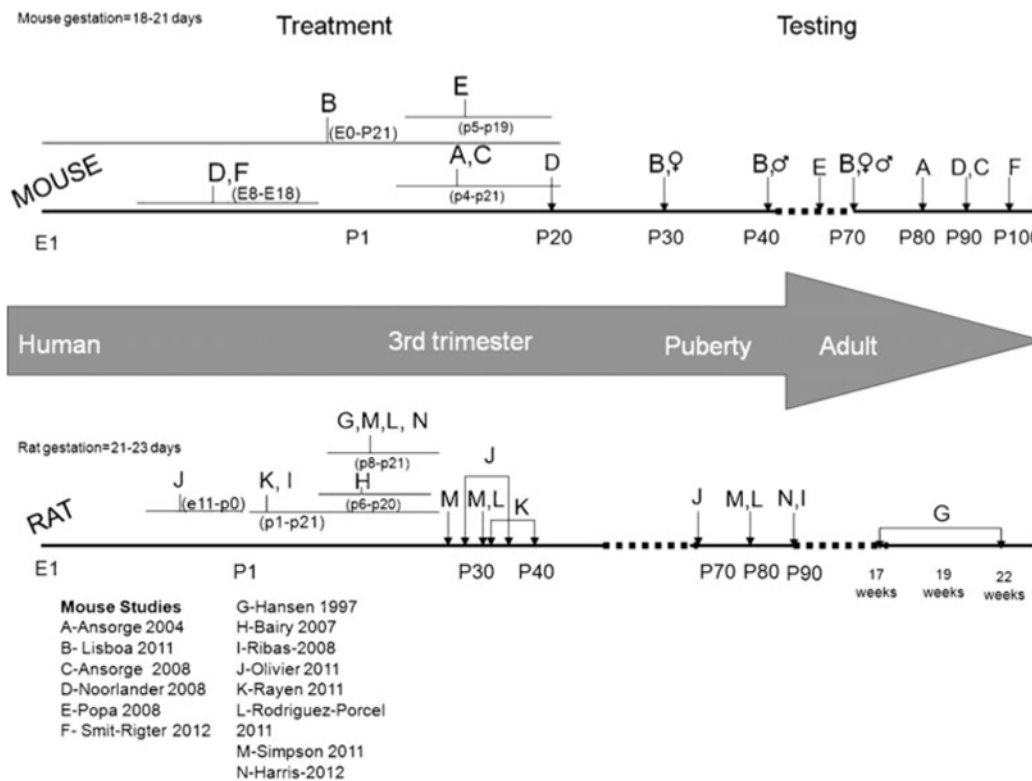 Mouse gestation=18-21 days
Treatment
Testing
B
(E0-P21)
E
(p5-p19)
D,F
(E8-E18)
A,C
(p4-p21)
D
B,♀
B,♂
E
B,♀♂
A
D,C
F
MOUSE
E1
P1
P20
P30
P40
P70
P80
P90
P100
Human
3rd trimester
Puberty
Adult
Rat gestation=21-23 days
G,M,L, N
(p8-p21)
J
(e11-p0)
K, I
(p1-p21)
H
(p6-p20)
M
J
M,L
K
J
M,L
N,I
G
RAT
E1
P1
P30
P40
P70
P80
P90
17
weeks
19
weeks
22
weeks
Mouse Studies
A-Ansorge 2004
B- Lisboa 2011
C-Ansorge 2008
D-Noorlander 2008
E-Popa 2008
F- Smit-Rigter 2012
G-Hansen 1997
H-Bairy 2007
I-Ribas-2008
J-Olivier 2011
K-Rayen 2011
L-Rodriguez-Porcel
2011
M-Simpson 2011
N-Harris-2012